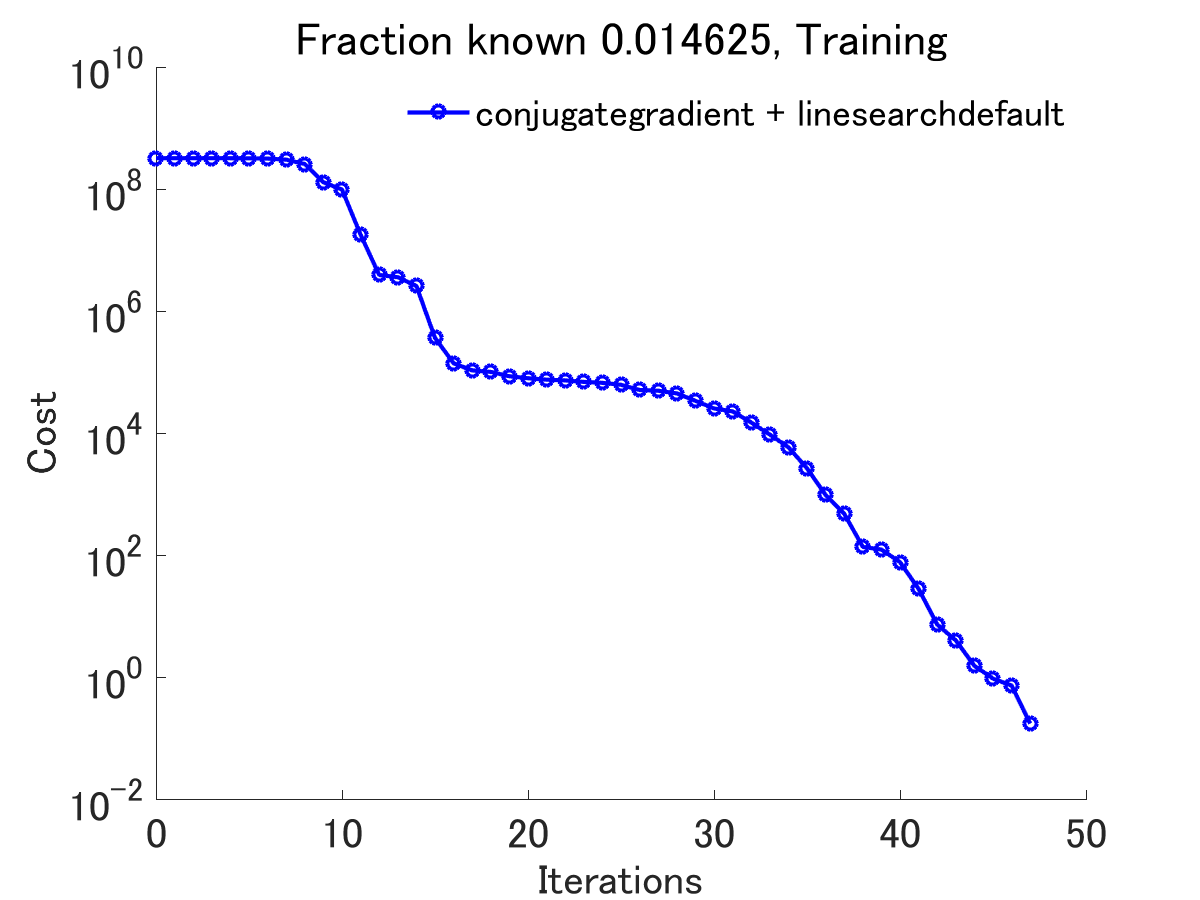 Fraction known 0.014625, Training
conjugategradient + linesearchdefault
10^10
10^8
10^6
10^4
10^2
10^0
10^-2
Cost
0 10 20 30 40 50
Iterations